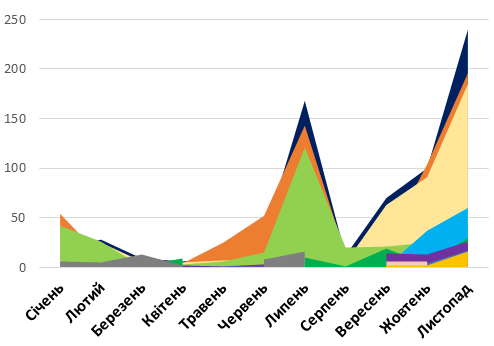 250
200
150
100
50
0
Січень
Лютий
Березень
Квітень
Травень
Червень
Липень
Серпень
Вересень
Жовтень
Листопад